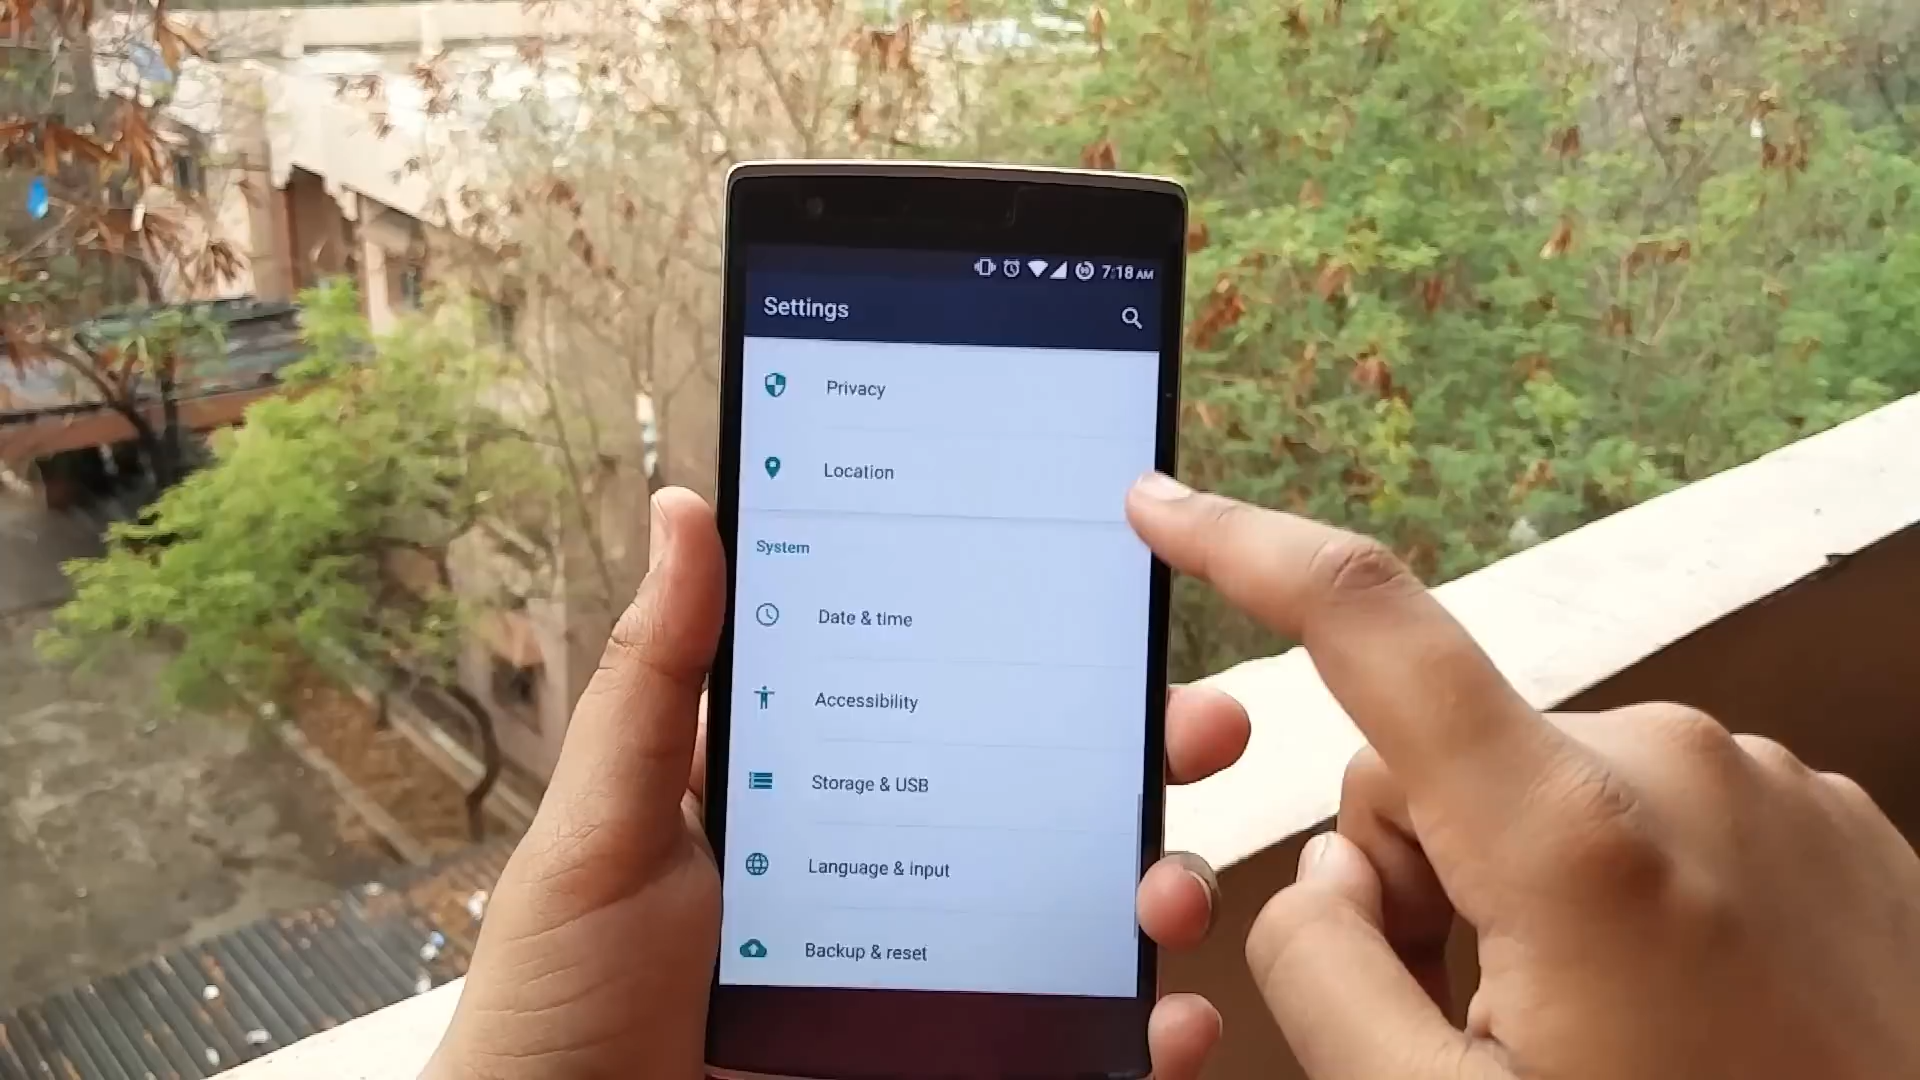 7:18 AM
Settings
Privacy
Location
System
Date & time
Accessibility
Storage & USB
Language & input
Backup & reset